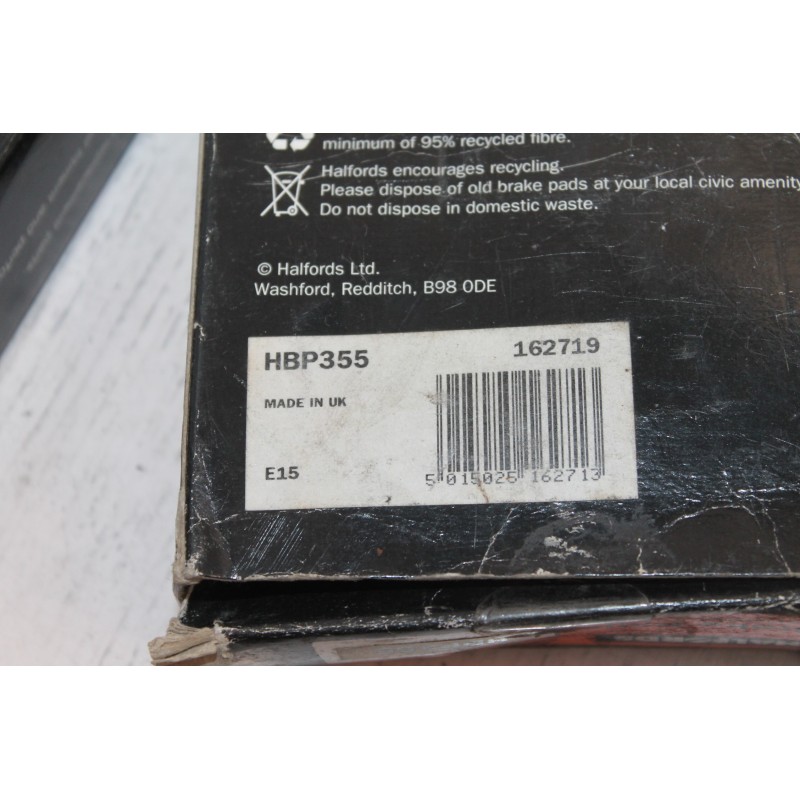 minimum of 95% recycled fibre.
Halfords encourages recycling.
Please dispose of old brake pads at your local civic amenity
Do not dispose in domestic waste.
© Halfords Ltd.
Washford, Redditch, B98 0DE
HBP355
162719
MADE IN UK
E15
5 015025 162713